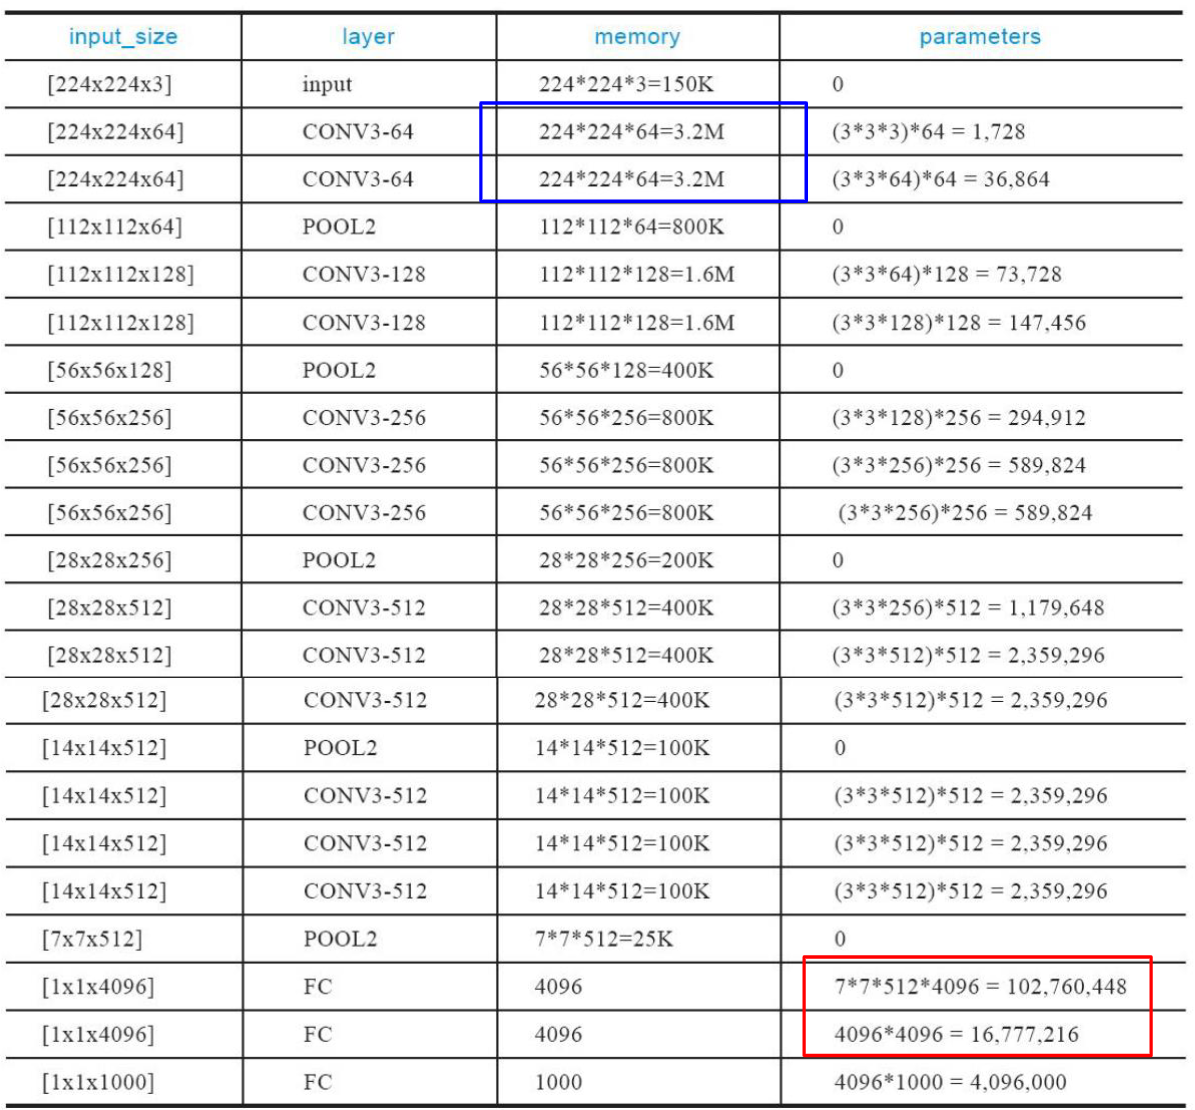 input_size layer memory parameters
[224x224x3] input 224*224*3=150K 0
[224x224x64] CONV3-64 224*224*64=3.2M (3*3*3)*64 = 1,728
[224x224x64] CONV3-64 224*224*64=3.2M (3*3*64)*64 = 36,864
[112x112x64] POOL2 112*112*64=800K 0
[112x112x128] CONV3-128 112*112*128=1.6M (3*3*64)*128 = 73,728
[112x112x128] CONV3-128 112*112*128=1.6M (3*3*128)*128 = 147,456
[56x56x128] POOL2 56*56*128=400K 0
[56x56x256] CONV3-256 56*56*256=800K (3*3*128)*256 = 294,912
[56x56x256] CONV3-256 56*56*256=800K (3*3*256)*256 = 589,824
[56x56x256] CONV3-256 56*56*256=800K (3*3*256)*256 = 589,824
[28x28x256] POOL2 28*28*256=200K 0
[28x28x512] CONV3-512 28*28*512=400K (3*3*256)*512 = 1,179,648
[28x28x512] CONV3-512 28*28*512=400K (3*3*512)*512 = 2,359,296
[28x28x512] CONV3-512 28*28*512=400K (3*3*512)*512 = 2,359,296
[14x14x512] POOL2 14*14*512=100K 0
[14x14x512] CONV3-512 14*14*512=100K (3*3*512)*512 = 2,359,296
[14x14x512] CONV3-512 14*14*512=100K (3*3*512)*512 = 2,359,296
[14x14x512] CONV3-512 14*14*512=100K (3*3*512)*512 = 2,359,296
[7x7x512] POOL2 7*7*512=25K 0
[1x1x4096] FC 4096 7*7*512*4096 = 102,760,448
[1x1x4096] FC 4096 4096*4096 = 16,777,216
[1x1x1000] FC 1000 4096*1000 = 4,096,000